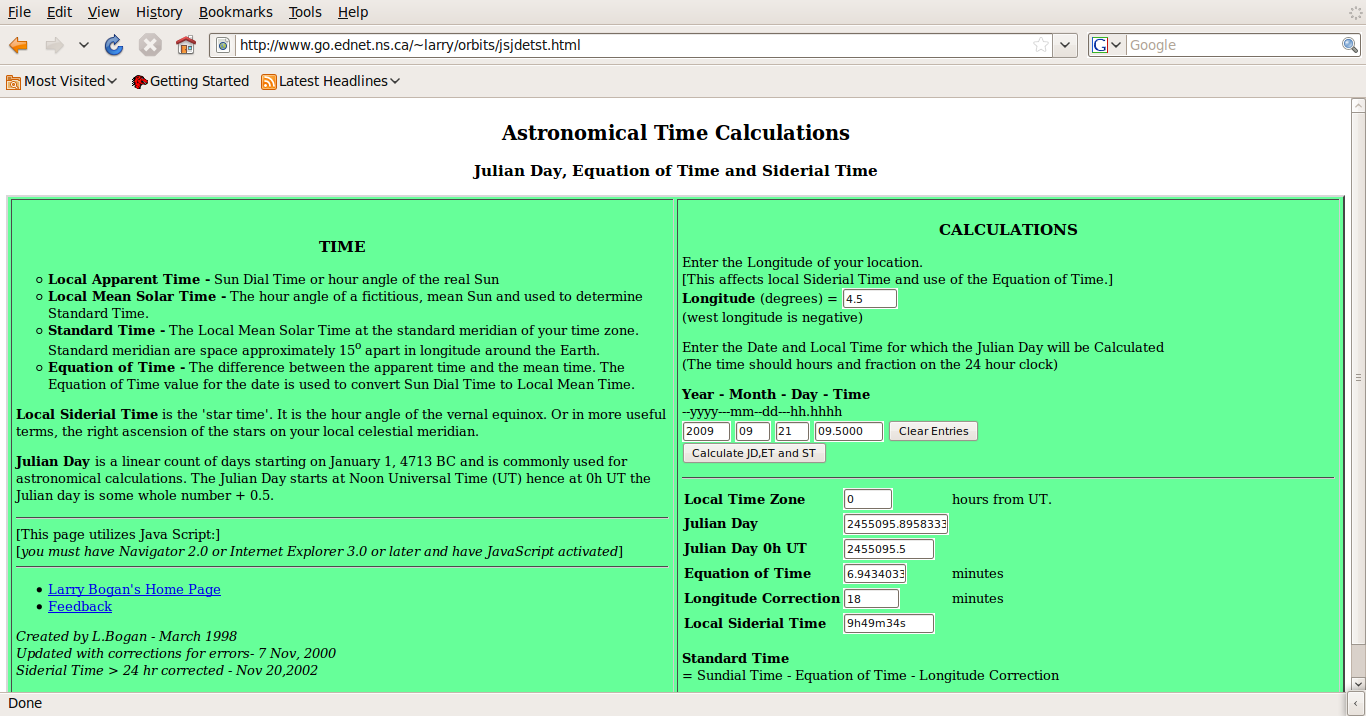 File Edit View History Bookmarks Tools Help
http://www.go.ednet.ns.ca/~larry/orbits/jsjdetst.html
G Google
Most Visited Getting Started Latest Headlines
Astronomical Time Calculations
Julian Day, Equation of Time and Siderial Time
TIME
Local Apparent Time - Sun Dial Time or hour angle of the real Sun
Local Mean Solar Time - The hour angle of a fictitious, mean Sun and used to determine
Standard Time.
Standard Time - The Local Mean Solar Time at the standard meridian of your time zone.
Standard meridian are space approximately 15o apart in longitude around the Earth.
Equation of Time - The difference between the apparent time and the mean time. The
Equation of Time value for the date is used to convert Sun Dial Time to Local Mean Time.
Local Siderial Time is the 'star time'. It is the hour angle of the vernal equinox. Or in more useful
terms, the right ascension of the stars on your local celestial meridian.
Julian Day is a linear count of days starting on January 1, 4713 BC and is commonly used for
astronomical calculations. The Julian Day starts at Noon Universal Time (UT) hence at 0h UT the
Julian day is some whole number + 0.5.
[This page utilizes Java Script:]
[you must have Navigator 2.0 or Internet Explorer 3.0 or later and have JavaScript activated]
Larry Bogan's Home Page
Feedback
Created by L.Bogan - March 1998
Updated with corrections for errors- 7 Nov, 2000
Siderial Time > 24 hr corrected - Nov 20,2002
CALCULATIONS
Enter the Longitude of your location.
[This affects local Siderial Time and use of the Equation of Time.]
Longitude (degrees) = 4.5
(west longitude is negative)
Enter the Date and Local Time for which the Julian Day will be Calculated
(The time should hours and fraction on the 24 hour clock)
Year - Month - Day - Time
--yyyy---mm--dd---hh.hhhh
2009 09 21 09.5000 Clear Entries
Calculate JD,ET and ST
Local Time Zone 0 hours from UT.
Julian Day 2455095.8958333
Julian Day 0h UT 2455095.5
Equation of Time 6.9434033 minutes
Longitude Correction 18 minutes
Local Siderial Time 9h49m34s
Standard Time
= Sundial Time - Equation of Time - Longitude Correction
Done